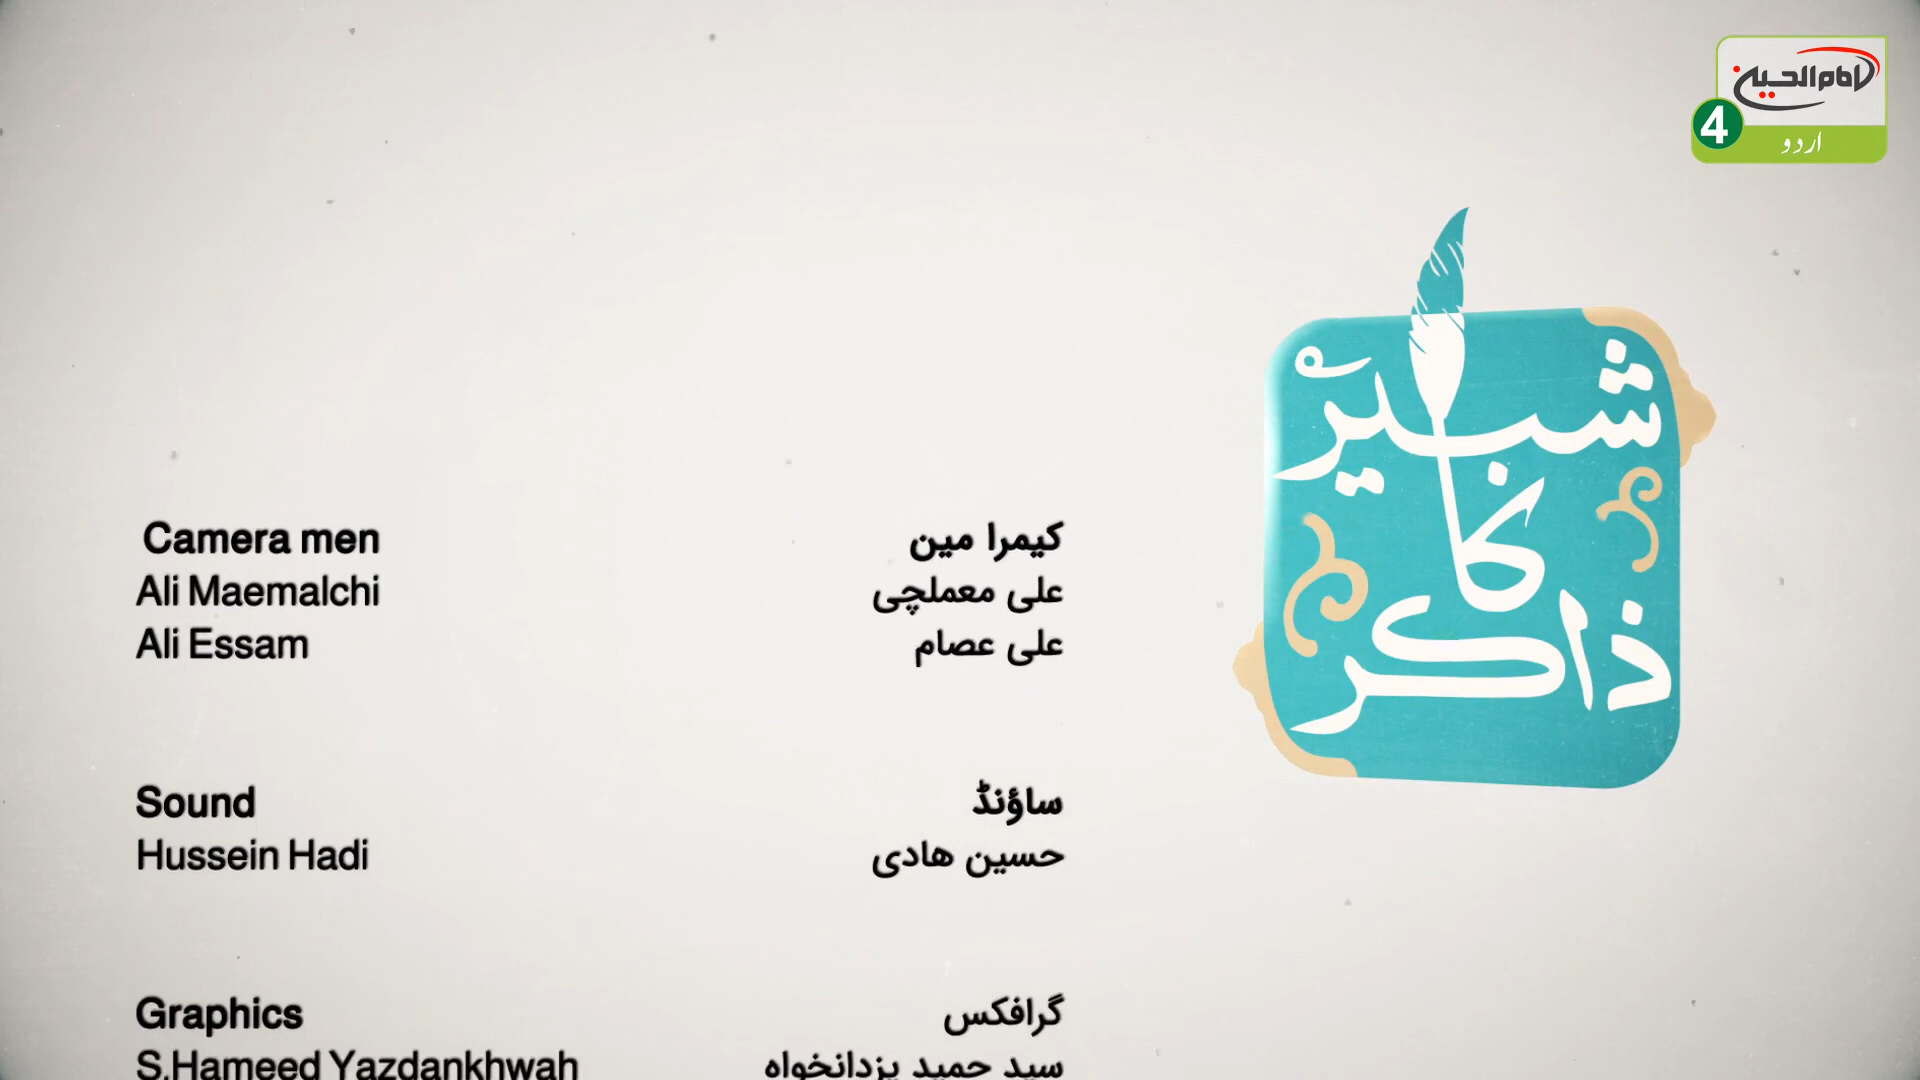 امام الحسین
4
اردو
شبیرؑ
کا
ذاکر
Camera men
کیمرا مین
Ali Maemalchi
علی معملچی
Ali Essam
علی عصام
Sound
ساؤنڈ
Hussein Hadi
حسین هادی
Graphics
گرافکس
S.Hameed Yazdankhwah
سید حمید یزدانخواه